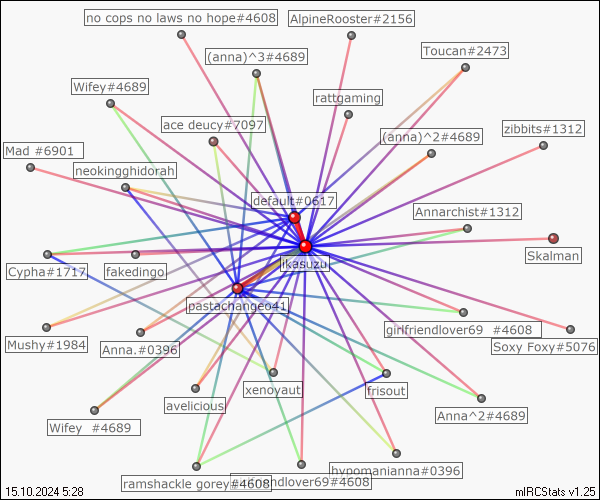 no cops no laws no hope#4608
AlpineRooster#2156
(anna)^3#4689
Toucan#2473
Wifey#4689
rattgaming
ace deucy#7097
zibbits#1312
(anna)^2#4689
Mad #6901
neokingghidorah
default#0617
Annarchist#1312
Skalman
ikasuzu
Cypha#1717
fakedingo
pastachangeo41
girlfriendlover69 #4608
Mushy#1984
Anna.#0396
Soxy Foxy#5076
xenoyaut
frisout
avelicious
Anna^2#4689
Wifey #4689
hypomanianna#0396
ramshackle gorey#4608
endlover69#4608
15.10.2024 5:28
mIRCStats v1.25